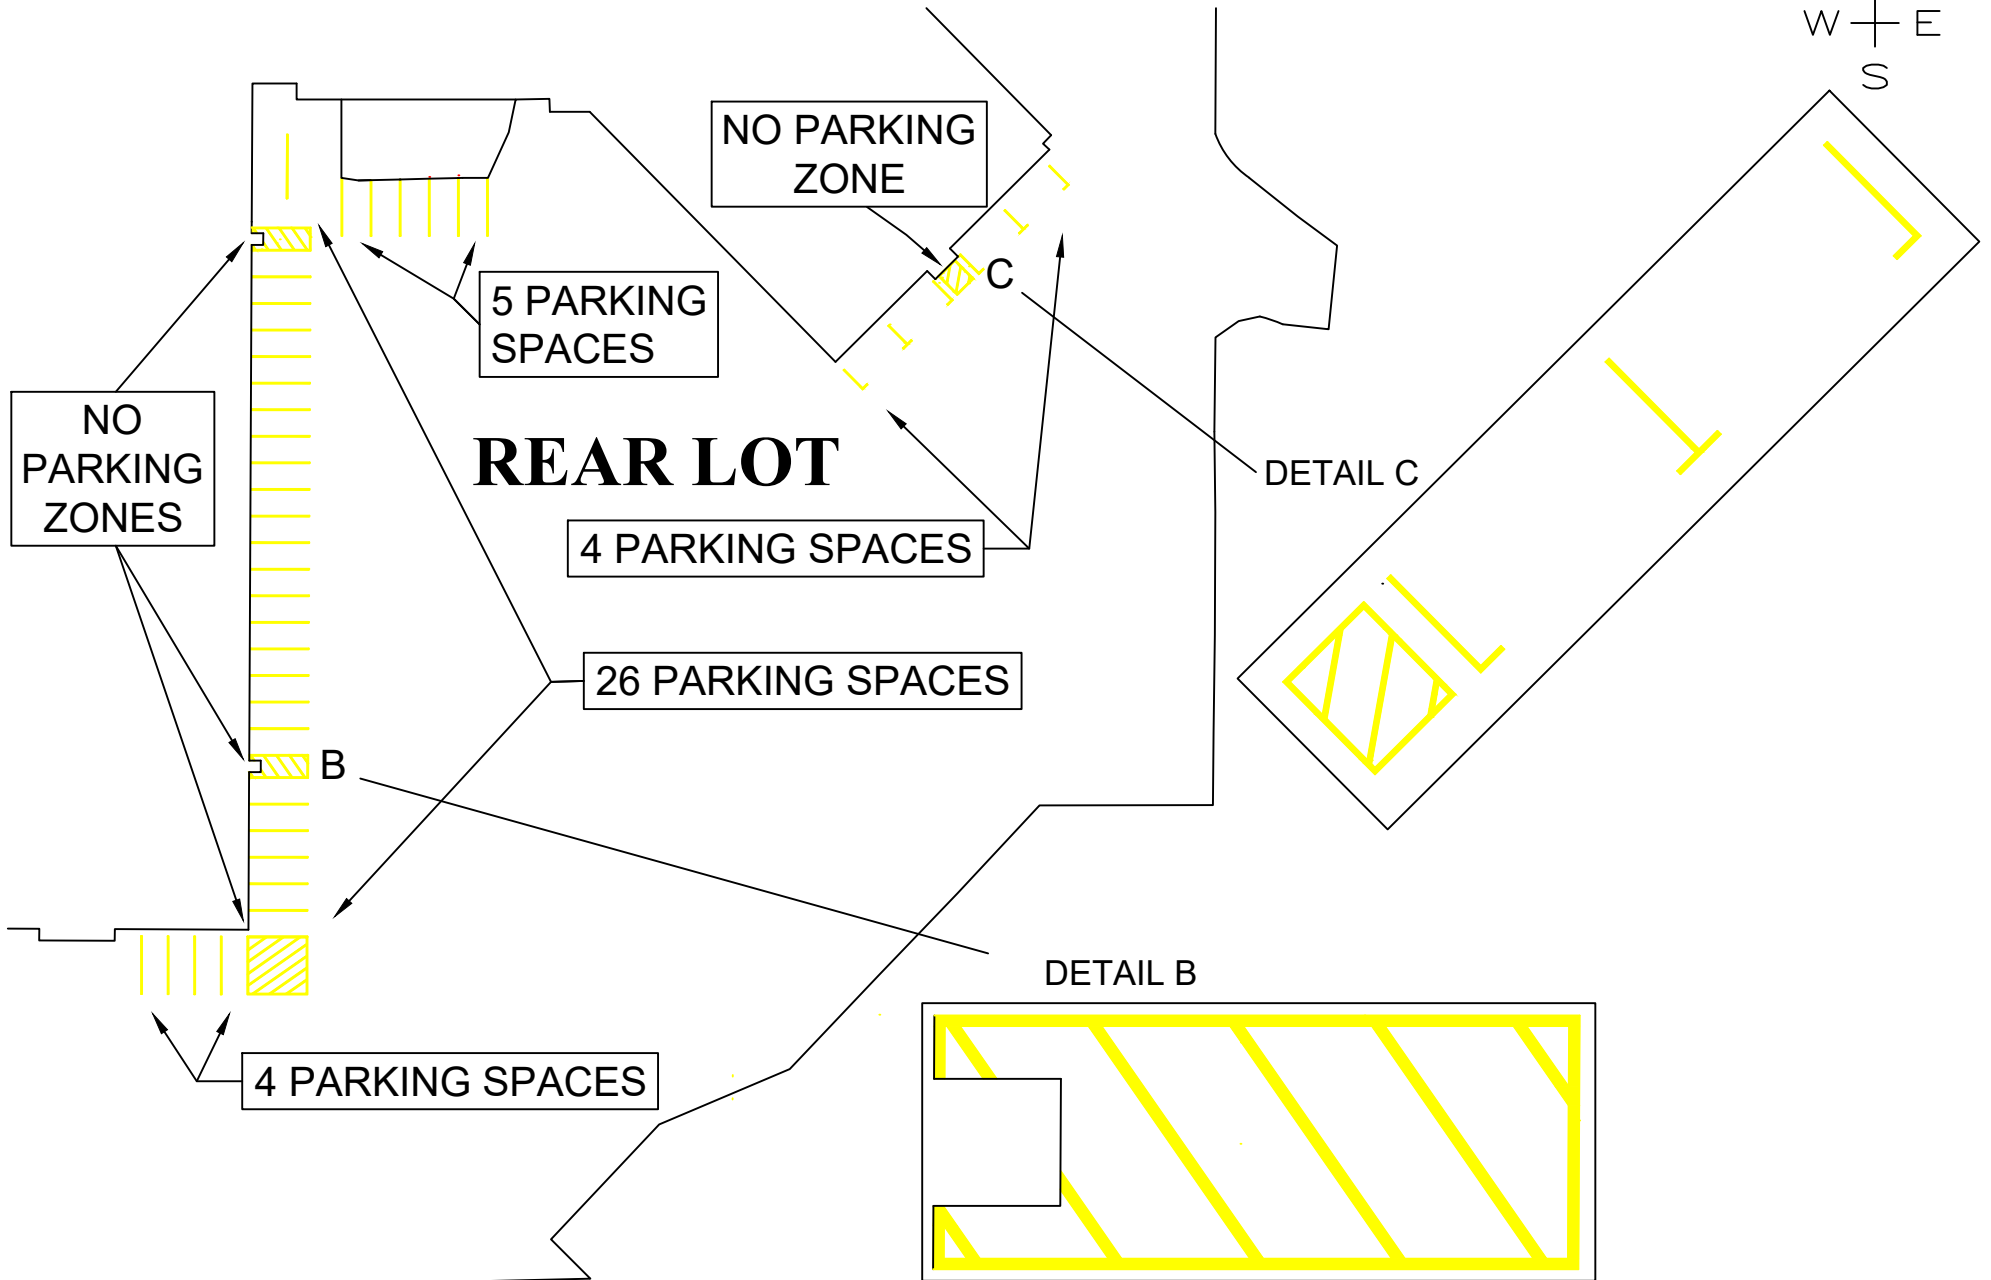 W E
S
NO PARKING
ZONE
C
5 PARKING
SPACES
NO
PARKING
ZONES
REAR LOT
DETAIL C
4 PARKING SPACES
26 PARKING SPACES
B
DETAIL B
4 PARKING SPACES